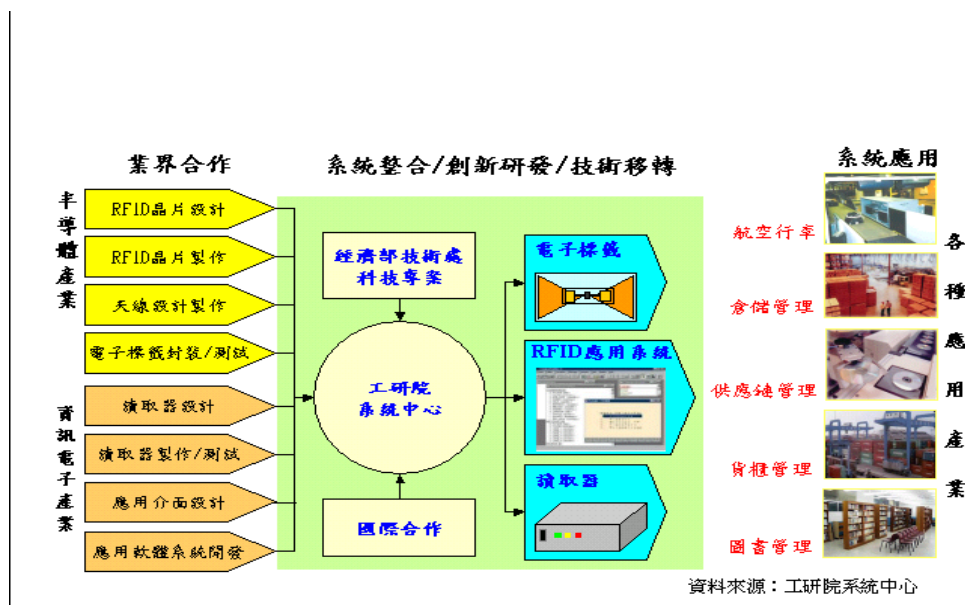 業界合作
系統整合/創新研發/技術移轉
系統應用
半導體產業
RFID晶片設計
RFID晶片製作
天線設計製作
電子標籤封裝/測試
資訊電子產業
讀取器設計
讀取器製作/測試
應用介面設計
應用軟體系統開發
經濟部技術處
科技專案
工研院
系統中心
國際合作
電子標籤
RFID應用系統
讀取器
航空行李
倉儲管理
供應鏈管理
貨櫃管理
圖書管理
各種應用產業
資料來源：工研院系統中心